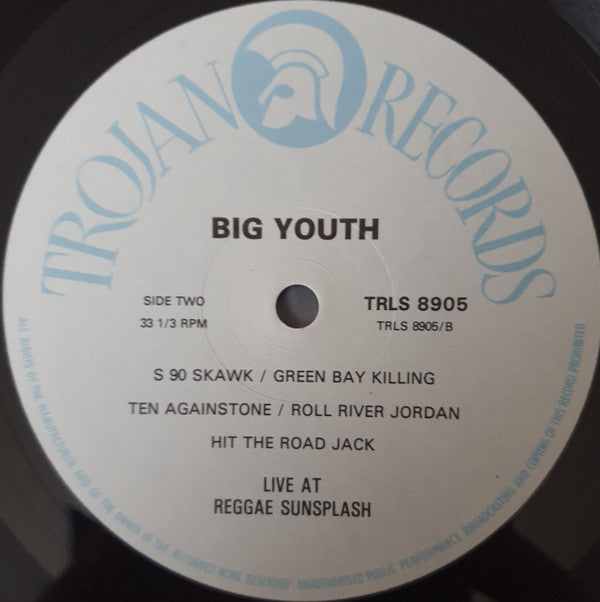 TROJAN RECORDS
BIG YOUTH
SIDE TWO
33 1/3 RPM
TRLS 8905
TRLS 8905/B
S 90 SKAWK / GREEN BAY KILLING
TEN AGAINSTONE / ROLL RIVER JORDAN
HIT THE ROAD JACK
LIVE AT
REGGAE SUNSPLASH
ALL RIGHTS OF THE MANUFACTURER AND OF THE OWNER OF THE RECORDED WORK RESERVED UNAUTHORISED PUBLIC PERFORMANCE BROADCASTING AND COPYING OF THIS RECORD PROHIBITED